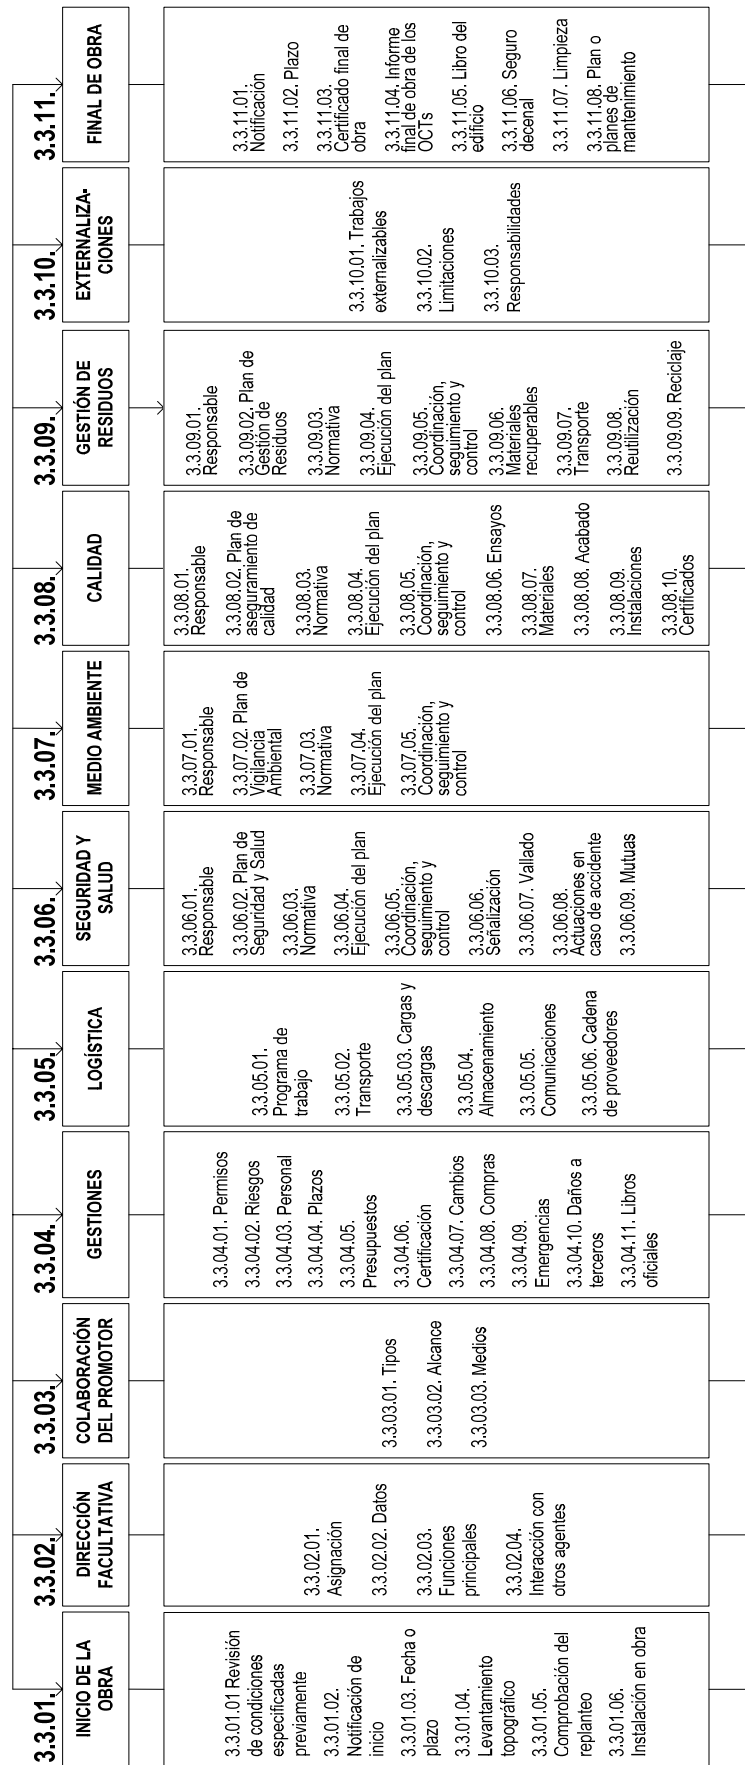 3.3.01.
INICIO DE LA
OBRA
3.3.01.01 Revisión
de condiciones
especificadas
previamente
3.3.01.02.
Notificación de
inicio
3.3.01.03. Fecha o
plazo
3.3.01.04.
Levantamiento
topográfico
3.3.01.05.
Comprobación del
replanteo
3.3.01.06.
Instalación en obra
3.3.02.
DIRECCIÓN
FACULTATIVA
3.3.02.01.
Asignación
3.3.02.02. Datos
3.3.02.03.
Funciones
principales
3.3.02.04.
Interacción con
otros agentes
3.3.03.
COLABORACIÓN
DEL PROMOTOR
3.3.03.01. Tipos
3.3.03.02. Alcance
3.3.03.03. Medios
3.3.04.
GESTIONES
3.3.04.01. Permisos
3.3.04.02. Riesgos
3.3.04.03. Personal
3.3.04.04. Plazos
3.3.04.05.
Presupuestos
3.3.04.06.
Certificación
3.3.04.07. Cambios
3.3.04.08. Compras
3.3.04.09.
Emergencias
3.3.04.10. Daños a
terceros
3.3.04.11. Libros
oficiales
3.3.05.
LOGÍSTICA
3.3.05.01.
Programa de
trabajo
3.3.05.02.
Transporte
3.3.05.03. Cargas y
descargas
3.3.05.04.
Almacenamiento
3.3.05.05.
Comunicaciones
3.3.05.06. Cadena
de proveedores
3.3.06.
SEGURIDAD Y
SALUD
3.3.06.01.
Responsable
3.3.06.02. Plan de
Seguridad y Salud
3.3.06.03.
Normativa
3.3.06.04.
Ejecución del plan
3.3.06.05.
Coordinación,
seguimiento y
control
3.3.06.06.
Señalización
3.3.06.07. Vallado
3.3.06.08.
Actuaciones en
caso de accidente
3.3.06.09. Mutuas
3.3.07.
MEDIO AMBIENTE
3.3.07.01.
Responsable
3.3.07.02. Plan de
Vigilancia
Ambiental
3.3.07.03.
Normativa
3.3.07.04.
Ejecución del plan
3.3.07.05.
Coordinación,
seguimiento y
control
3.3.08.
CALIDAD
3.3.08.01.
Responsable
3.3.08.02. Plan de
aseguramiento de
calidad
3.3.08.03.
Normativa
3.3.08.04.
Ejecución del plan
3.3.08.05.
Coordinación,
seguimiento y
control
3.3.08.06. Ensayos
3.3.08.07.
Materiales
3.3.08.08. Acabado
3.3.08.09.
Instalaciones
3.3.08.10.
Certificados
3.3.09.
GESTIÓN DE
RESIDUOS
3.3.09.01.
Responsable
3.3.09.02. Plan de
Gestión de
Residuos
3.3.09.03.
Normativa
3.3.09.04.
Ejecución del plan
3.3.09.05.
Coordinación,
seguimiento y
control
3.3.09.06.
Materiales
recuperables
3.3.09.07.
Transporte
3.3.09.08.
Reutilización
3.3.09.09. Reciclaje
3.3.10.
EXTERNALIZA-
CIONES
3.3.10.01. Trabajos
externalizables
3.3.10.02.
Limitaciones
3.3.10.03.
Responsabilidades
3.3.11.
FINAL DE OBRA
3.3.11.01.
Notificación
3.3.11.02. Plazo
3.3.11.03.
Certificado final de
obra
3.3.11.04. Informe
final de obra de los
OCTs
3.3.11.05. Libro del
edificio
3.3.11.06. Seguro
decenal
3.3.11.07. Limpieza
3.3.11.08. Plan o
planes de
mantenimiento